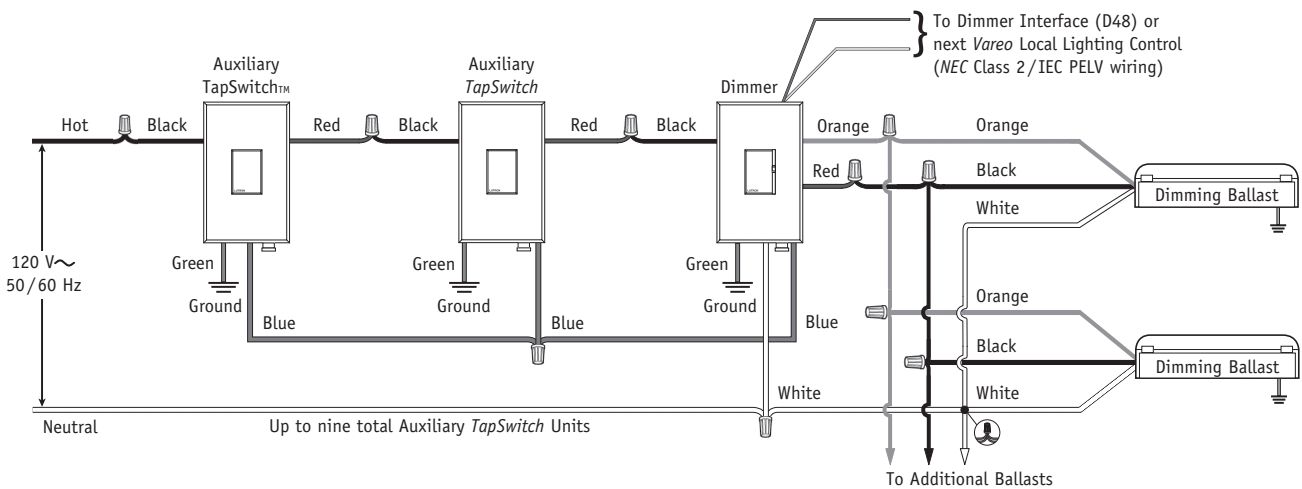 To Dimmer Interface (D48) or
next Vareo Local Lighting Control
(NEC Class 2/IEC PELV wiring)
Auxiliary
TapSwitch™
Auxiliary
TapSwitch
Dimmer
Hot
Black
Red
Black
Red
Black
Orange
Orange
Red
Black
White
Dimming Ballast
LUTRON
LUTRON
LUTRON
120 V~
50/60 Hz
Green
Ground
Green
Ground
Green
Ground
Blue
Blue
Blue
Orange
Black
White
White
Dimming Ballast
Neutral
Up to nine total Auxiliary TapSwitch Units
To Additional Ballasts